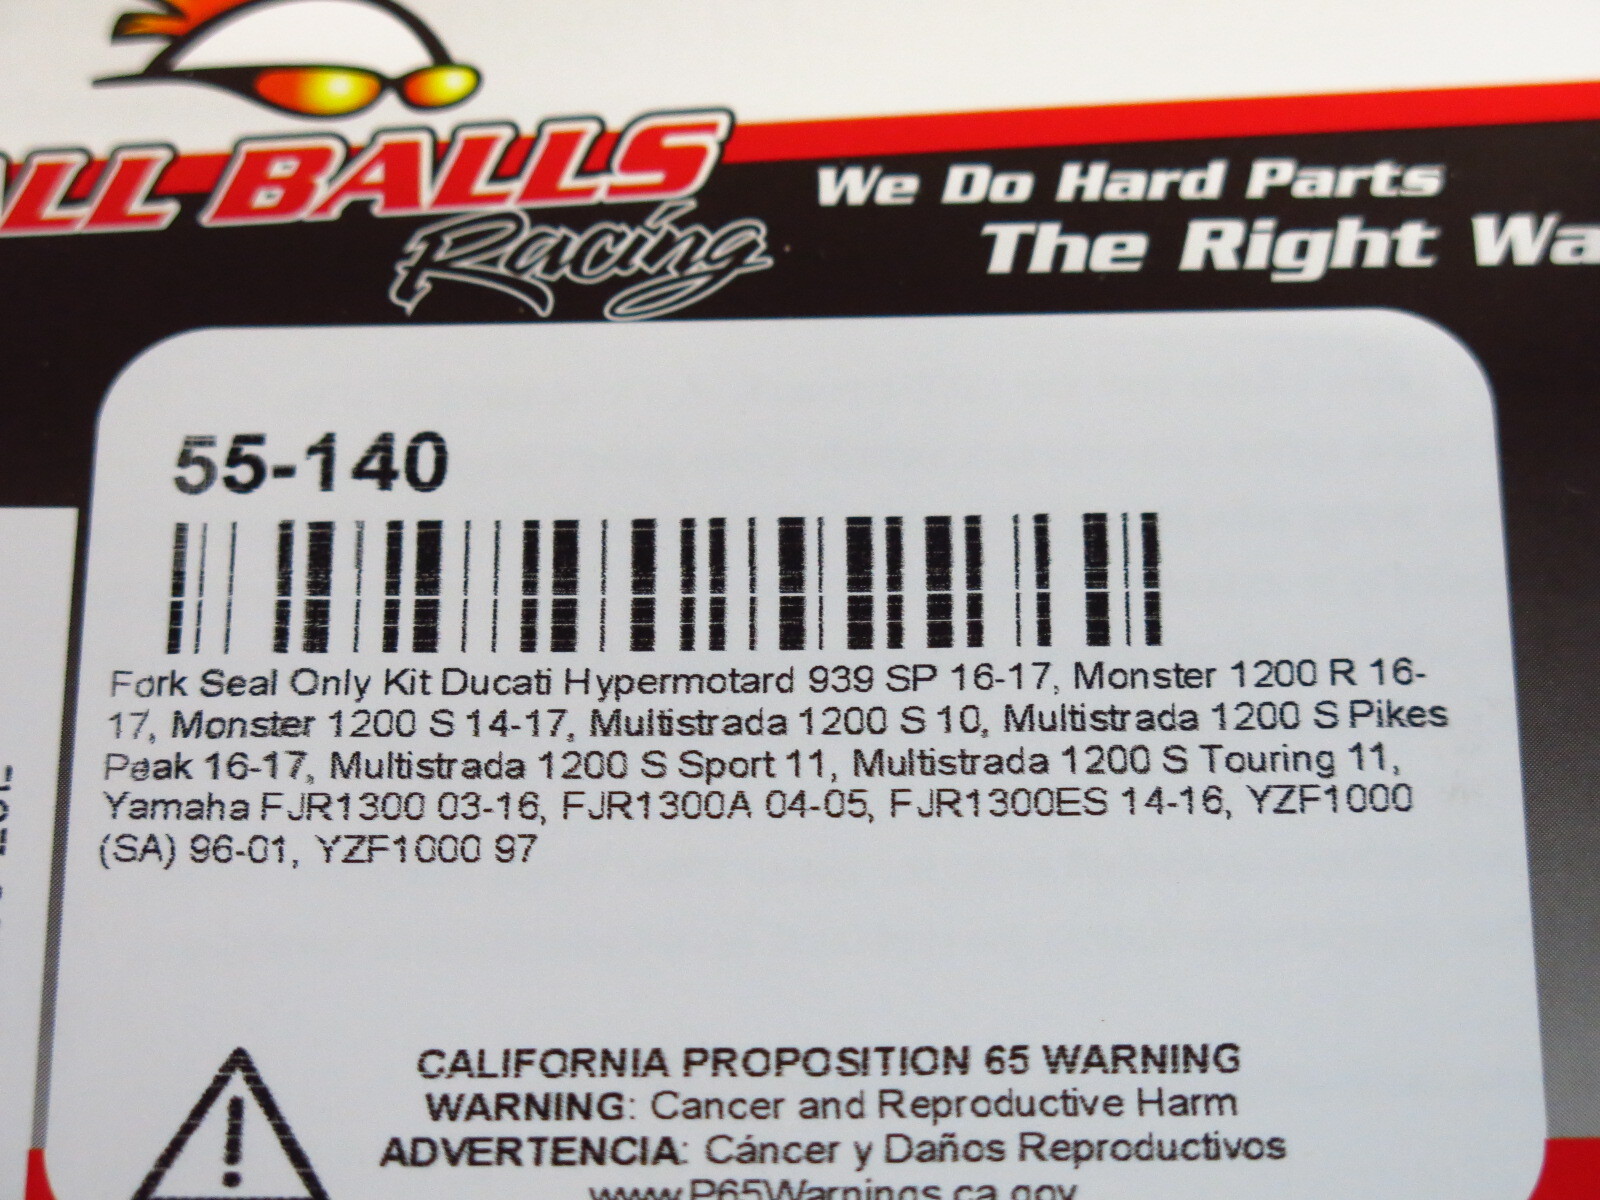 ALL BALLS
Racing
We Do Hard Parts
The Right Wa
55-140
Fork Seal Only Kit Ducati Hypermotard 939 SP 16-17, Monster 1200 R 16-
17, Monster 1200 S 14-17, Multistrada 1200 S 10, Multistrada 1200 S Pikes
Peak 16-17, Multistrada 1200 S Sport 11, Multistrada 1200 S Touring 11,
Yamaha FJR1300 03-16, FJR1300A 04-05, FJR1300ES 14-16, YZF1000
(SA) 96-01, YZF1000 97
CALIFORNIA PROPOSITION 65 WARNING
WARNING: Cancer and Reproductive Harm
ADVERTENCIA: Cáncer y Daños Reproductivos
www.P65Warnings.ca.gov